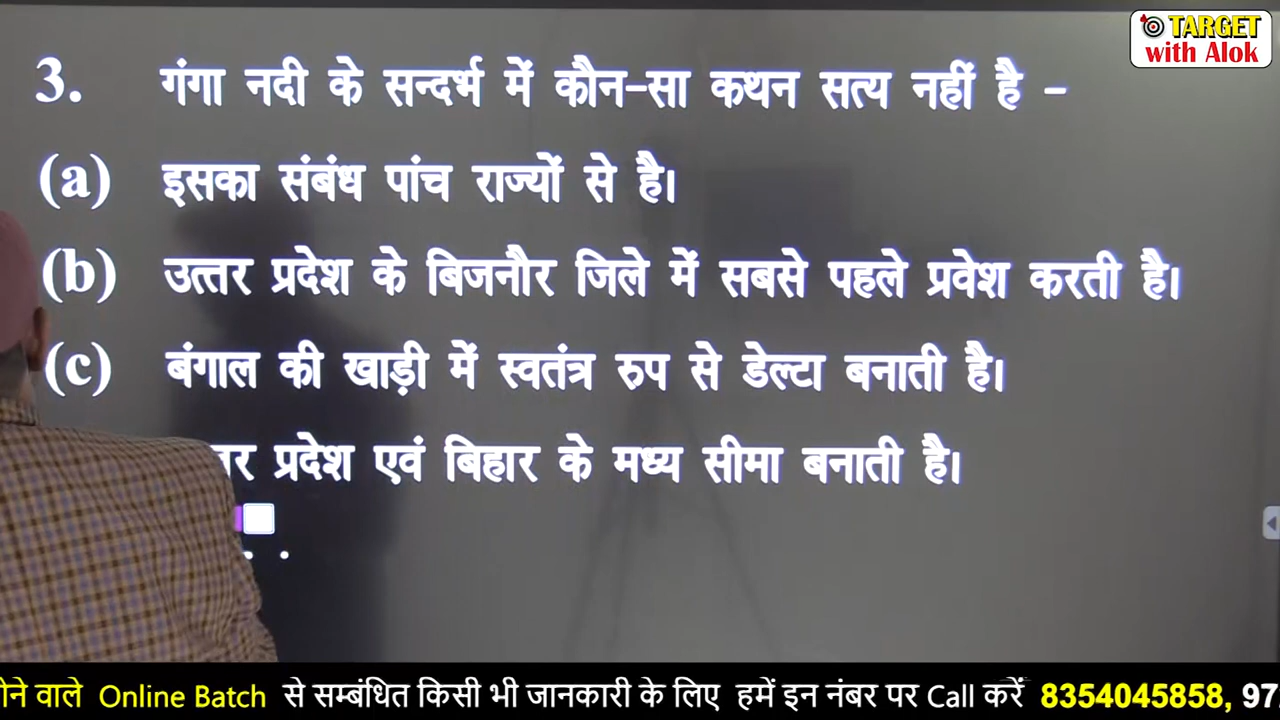 TARGET
with Alok
3. गंगा नदी के सन्दर्भ में कौन-सा कथन सत्य नहीं है -
(a) इसका संबंध पांच राज्यों से है।
(b) उत्तर प्रदेश के बिजनौर जिले में सबसे पहले प्रवेश करती है।
(c) बंगाल की खाड़ी में स्वतंत्र रुप से डेल्टा बनाती है।
प्रदेश एवं बिहार के मध्य सीमा बनाती है।
वाले Online Batch से सम्बंधित किसी भी जानकारी के लिए हमें इन नंबर पर Call करें 8354045858,